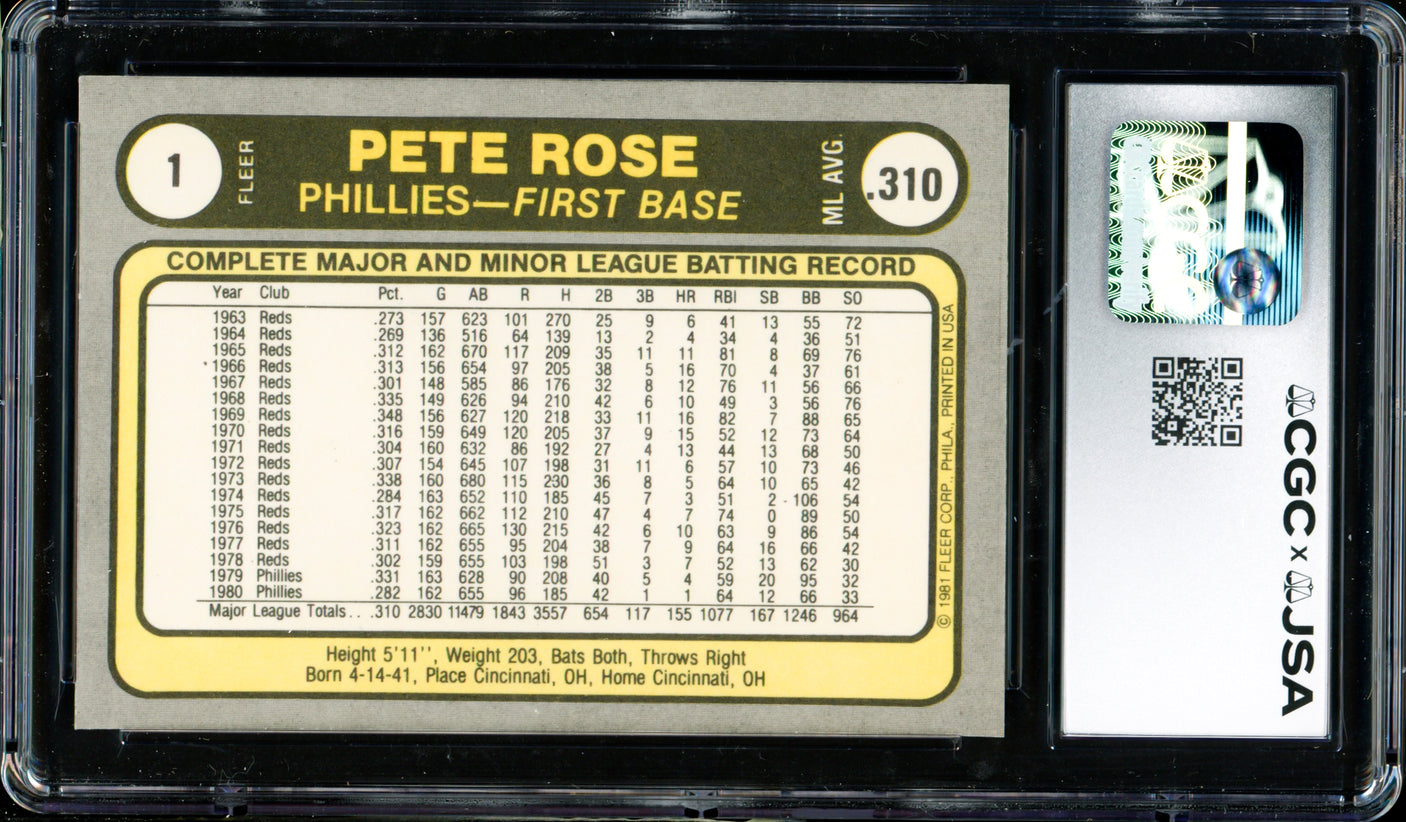 1 FLEER PETE ROSE ML AVG. .310
PHILLIES—FIRST BASE
COMPLETE MAJOR AND MINOR LEAGUE BATTING RECORD
Year Club Pct. G AB R H 2B 3B HR RBI SB BB SO
1963 Reds .273 157 623 101 270 25 9 6 41 13 55 72
1964 Reds .269 136 516 64 139 13 2 4 34 4 36 51
1965 Reds .312 162 670 117 209 35 11 11 81 8 69 76
1966 Reds .313 156 654 97 205 38 5 16 70 4 37 61
1967 Reds .301 148 585 86 176 32 8 12 76 11 56 66
1968 Reds .335 149 626 94 210 42 6 10 49 3 56 76
1969 Reds .348 156 627 120 218 33 11 16 82 7 88 65
1970 Reds .316 159 649 120 205 37 9 15 52 12 73 64
1971 Reds .304 160 632 86 192 27 4 13 44 13 68 50
1972 Reds .307 154 645 107 198 31 11 6 57 10 73 46
1973 Reds .338 160 680 115 230 36 8 5 64 10 65 42
1974 Reds .284 163 652 110 185 45 7 3 51 2 106 54
1975 Reds .317 162 662 112 210 47 4 7 74 0 89 50
1976 Reds .323 162 665 130 215 42 6 10 63 9 86 54
1977 Reds .311 162 655 95 204 38 7 9 64 16 66 42
1978 Reds .302 159 655 103 198 51 3 7 52 13 62 30
1979 Phillies .331 163 628 90 208 40 5 4 59 20 95 32
1980 Phillies .282 162 655 96 185 42 1 1 64 12 66 33
Major League Totals... .310 2830 11479 1843 3557 654 117 155 1077 167 1246 964
Height 5'11'', Weight 203, Bats Both, Throws Right
Born 4-14-41, Place Cincinnati, OH, Home Cincinnati, OH
© 1981 FLEER CORP., PHILA., PRINTED IN USA
CGC x JSA